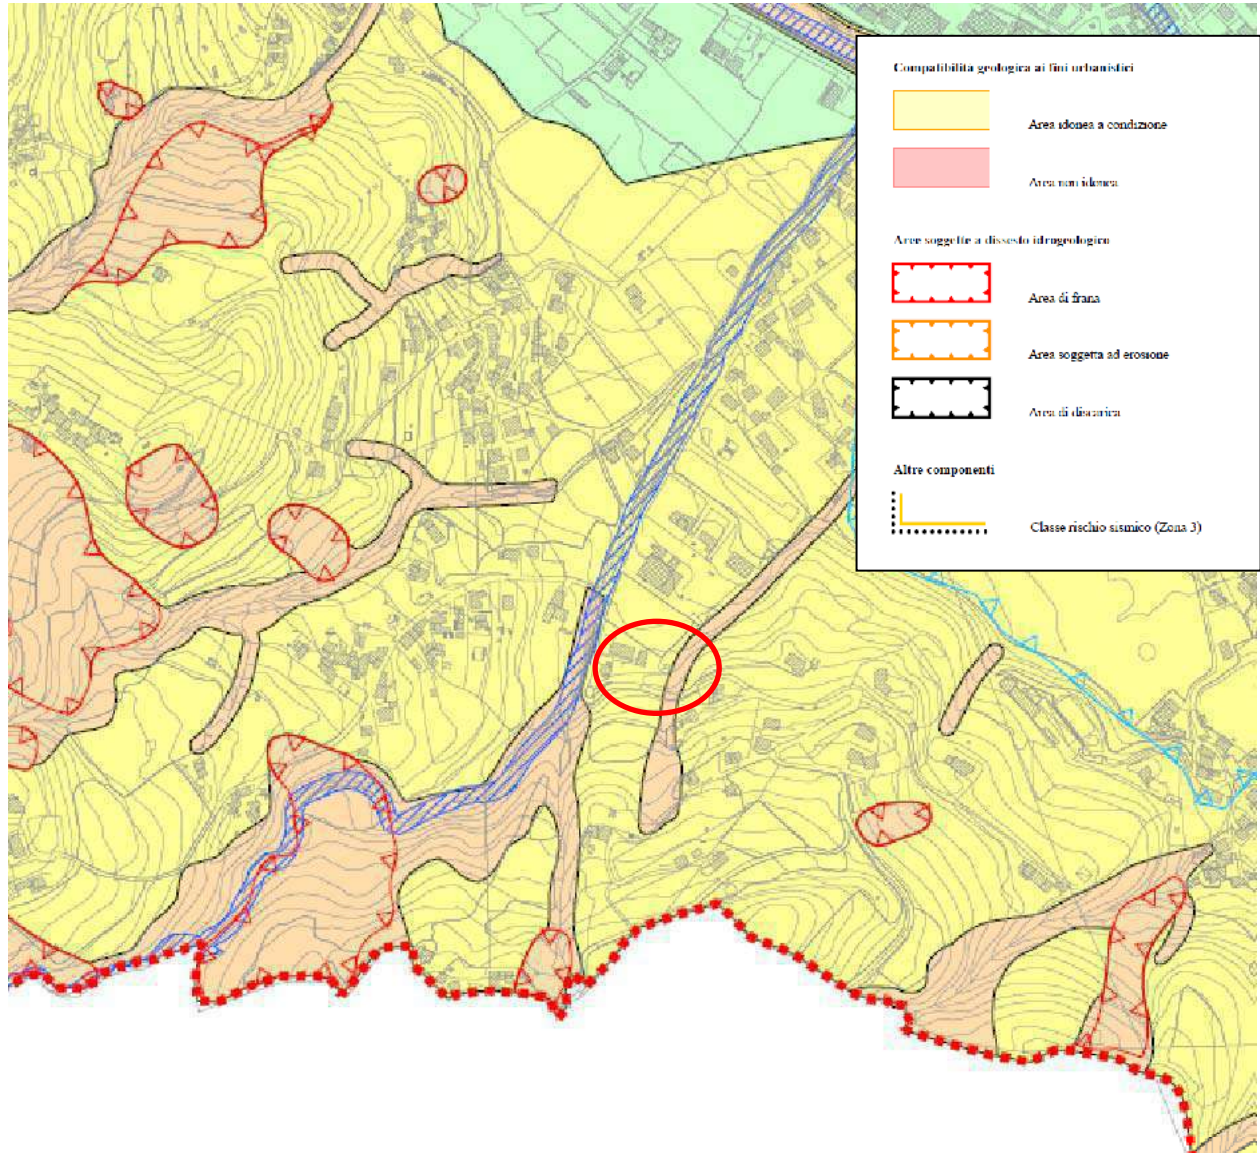 Compatibilita geologica ai fini urbanistici
Area idonea a condizione
Area non idonea
Aree soggette a dissesto idrogeologico
Area di frana
Area soggetta ad erosione
Area di discarica
Altre componenti
Classe rischio sismico (Zona 3)